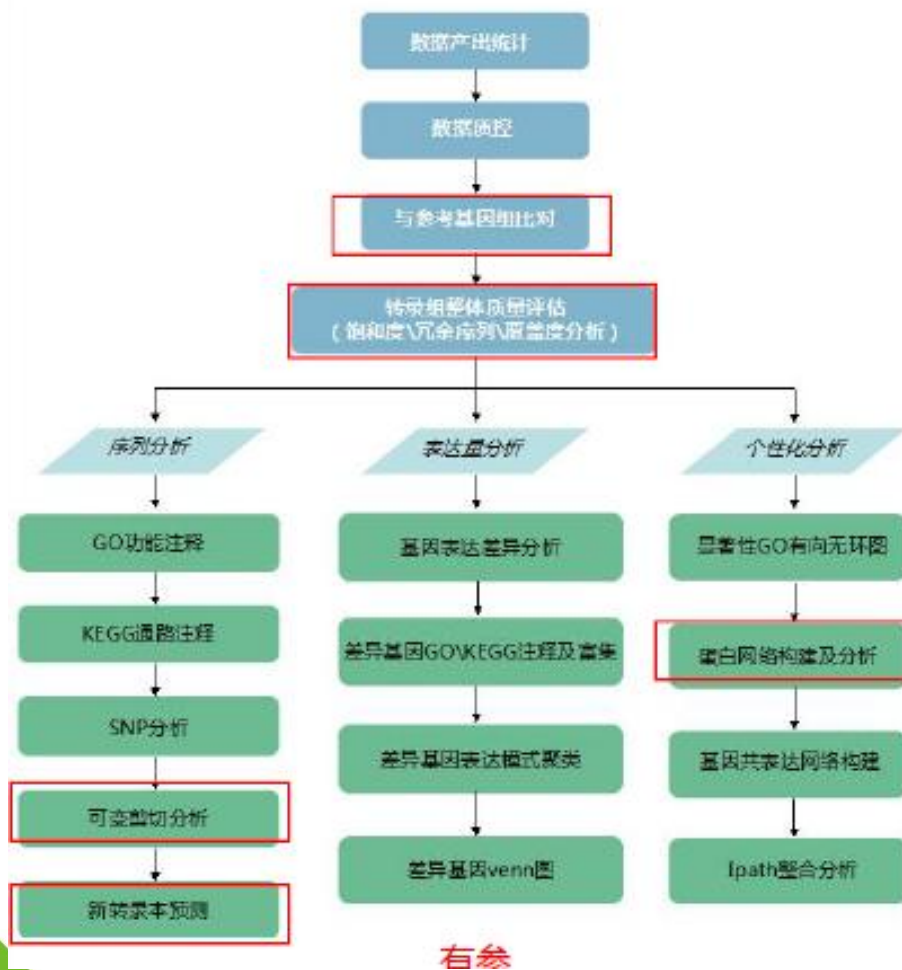 数据产出统计
数据质控
与参考基因组比对
转录组整体质量评估
（饱和度\冗余序列\覆盖度分析）
序列分析
表达量分析
个性化分析
GO功能注释
基因表达差异分析
显著性GO有向无环图
KEGG通路注释
差异基因GO\KEGG注释及富集
蛋白网络构建及分析
SNP分析
差异基因表达模式聚类
基因共表达网络构建
可变剪切分析
差异基因venn图
Ipath整合分析
新转录本预测
有参